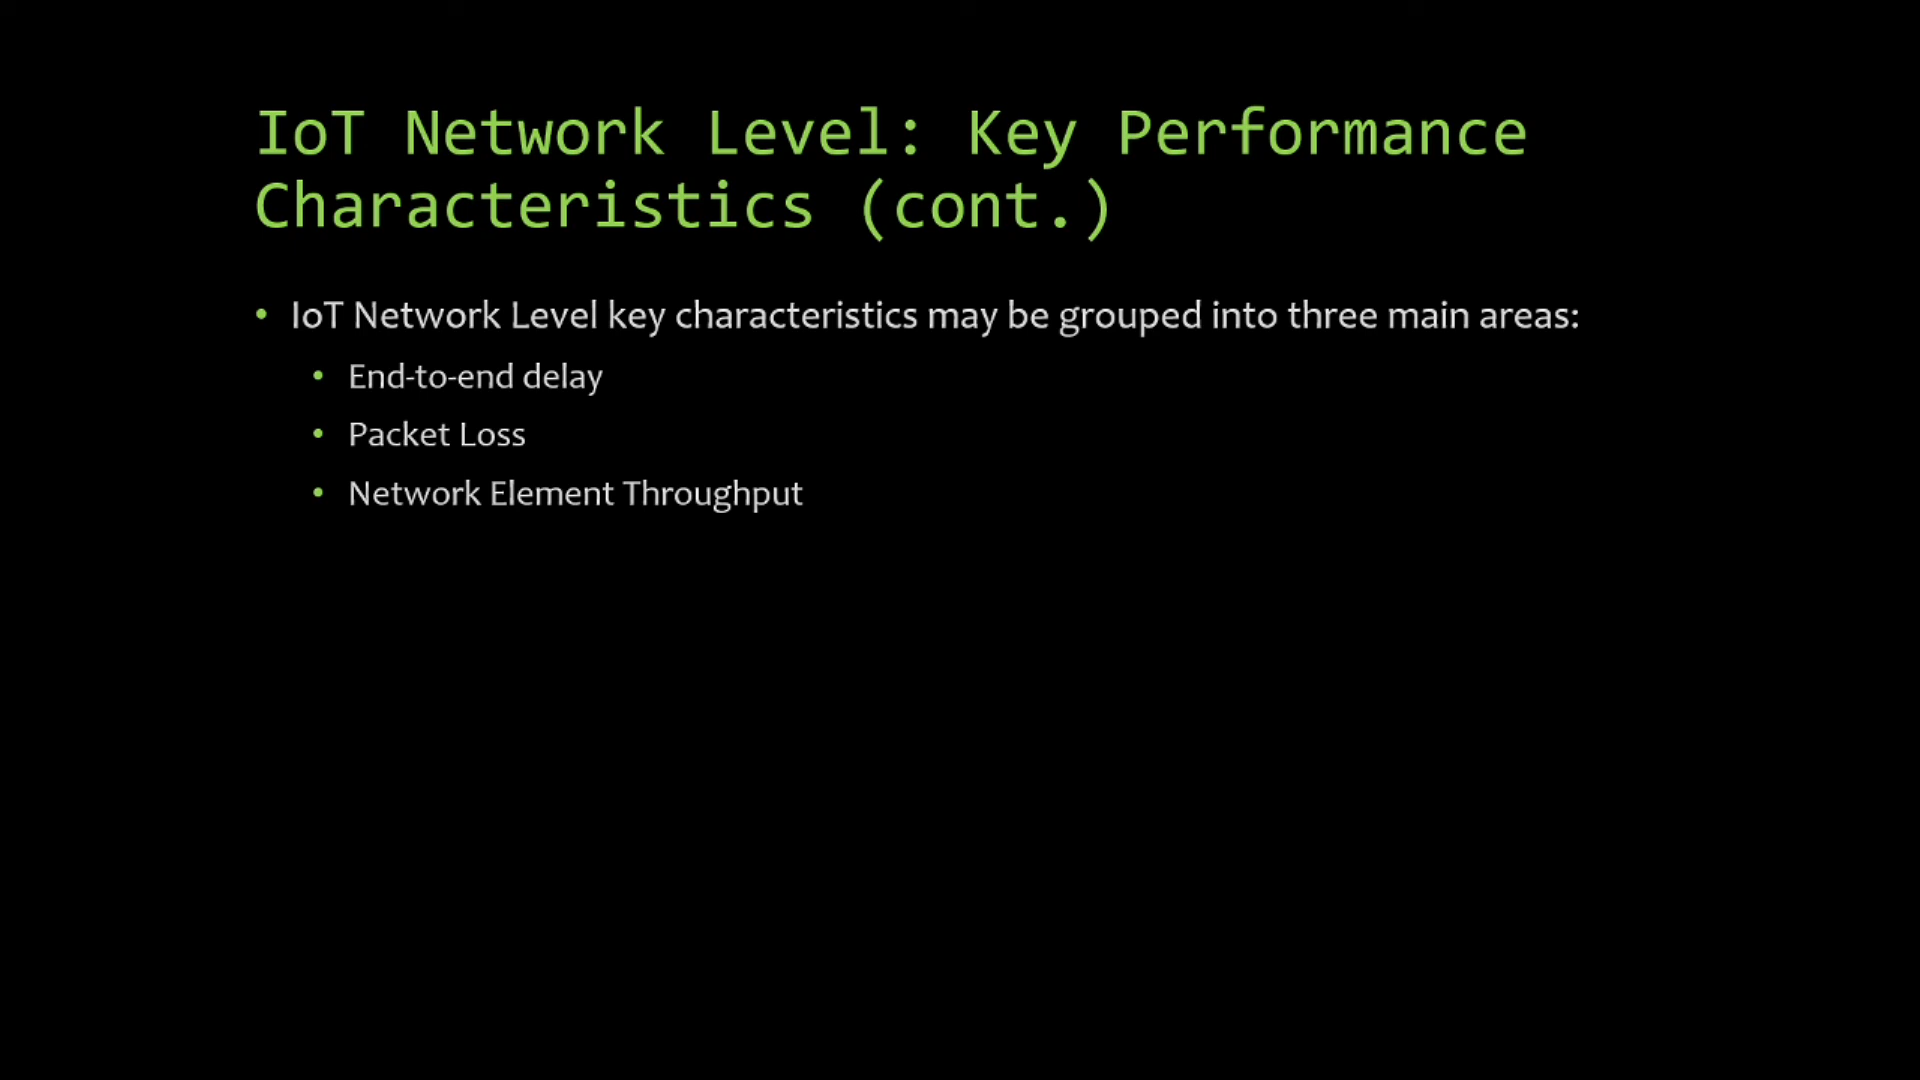 IoT Network Level: Key Performance
Characteristics (cont.)
• IoT Network Level key characteristics may be grouped into three main areas:
• End-to-end delay
• Packet Loss
• Network Element Throughput